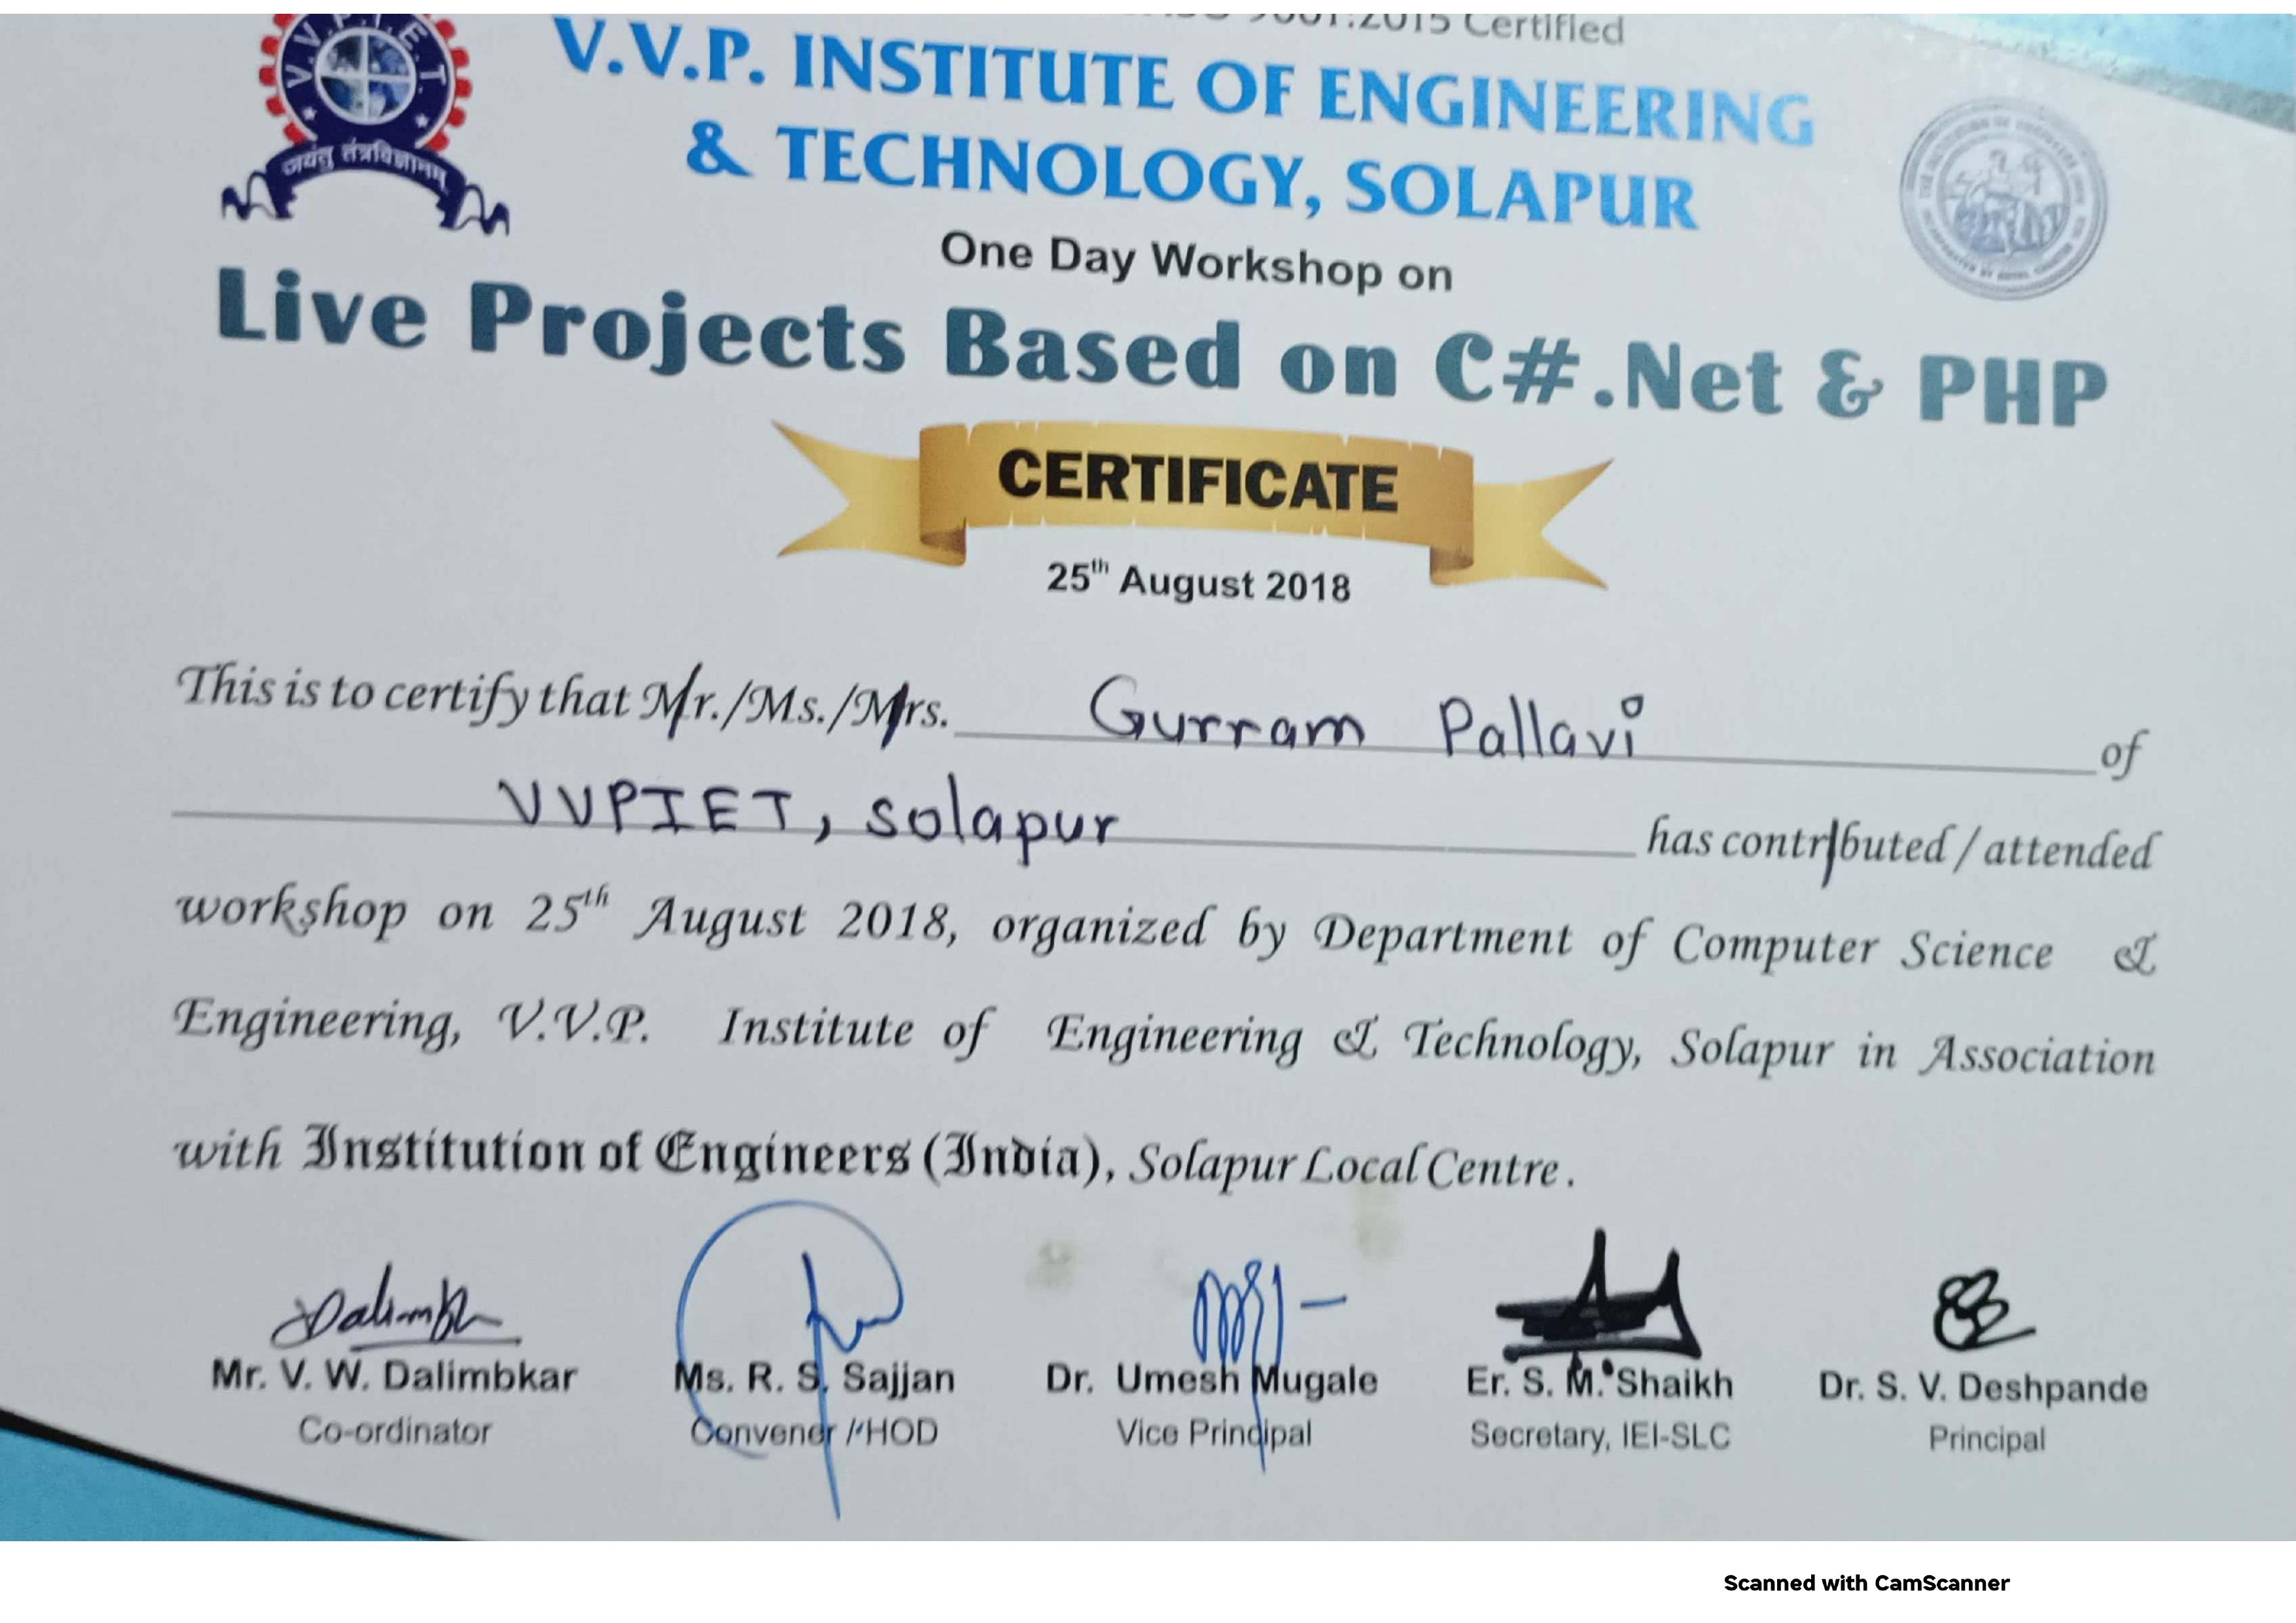 9001:2015 Certified
V.V.P.I.E.T.
जयंतु तंत्रविज्ञानम्
V.V.P. INSTITUTE OF ENGINEERING
& TECHNOLOGY, SOLAPUR
One Day Workshop on
Live Projects Based on C#.Net & PHP
CERTIFICATE
25th August 2018
This is to certify that Mr./Ms./Mrs. Gurram Pallavi of
VVPIET, solapur has contributed / attended
workshop on 25th August 2018, organized by Department of Computer Science &
Engineering, V.V.P. Institute of Engineering & Technology, Solapur in Association
with Institution of Engineers (India), Solapur Local Centre.
Mr. V. W. Dalimbkar Ms. R. S. Sajjan Dr. Umesh Mugale Er. S. M. Shaikh Dr. S. V. Deshpande
Co-ordinator Convener / HOD Vice Principal Secretary, IEI-SLC Principal
Scanned with CamScanner